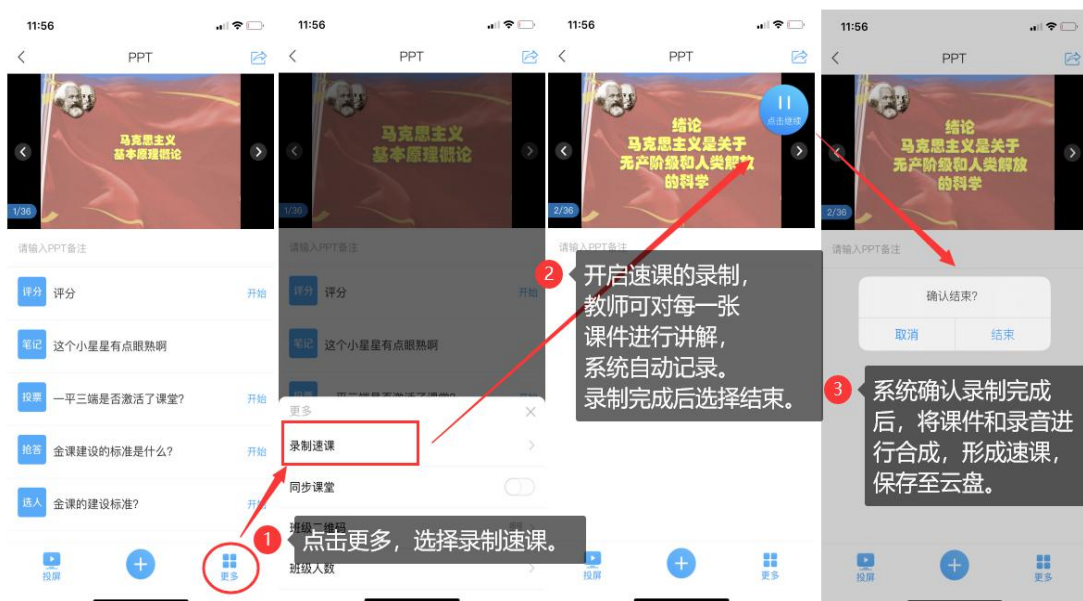 11:56
PPT
马克思主义
基本原理概论
1/36
请输入PPT备注
评分 评分 开始
笔记 这个小星星有点眼熟啊
投票 一平三端是否激活了课堂? 开始
抢答 金课建设的标准是什么? 开始
选人 金课的建设标准? 开始
投屏
更多
11:56
PPT
马克思主义
基本原理概论
1/36
请输入PPT备注
评分 评分 开始
笔记 这个小星星有点眼熟啊
更多
录制速课
同步课堂
班级二维码
班级人数
1 点击更多，选择录制速课。
11:56
PPT
结论
马克思主义是关于
无产阶级和人类解放
的科学
点击继续
2/36
请输入PPT备注
2 开启速课的录制，
教师可对每一张
课件进行讲解，
系统自动记录。
录制完成后选择结束。
投屏
更多
11:56
PPT
结论
马克思主义是关于
无产阶级和人类解放
的科学
2/36
请输入PPT备注
确认结束?
取消 结束
3 系统确认录制完成
后，将课件和录音进
行合成，形成速课，
保存至云盘。
投屏
更多